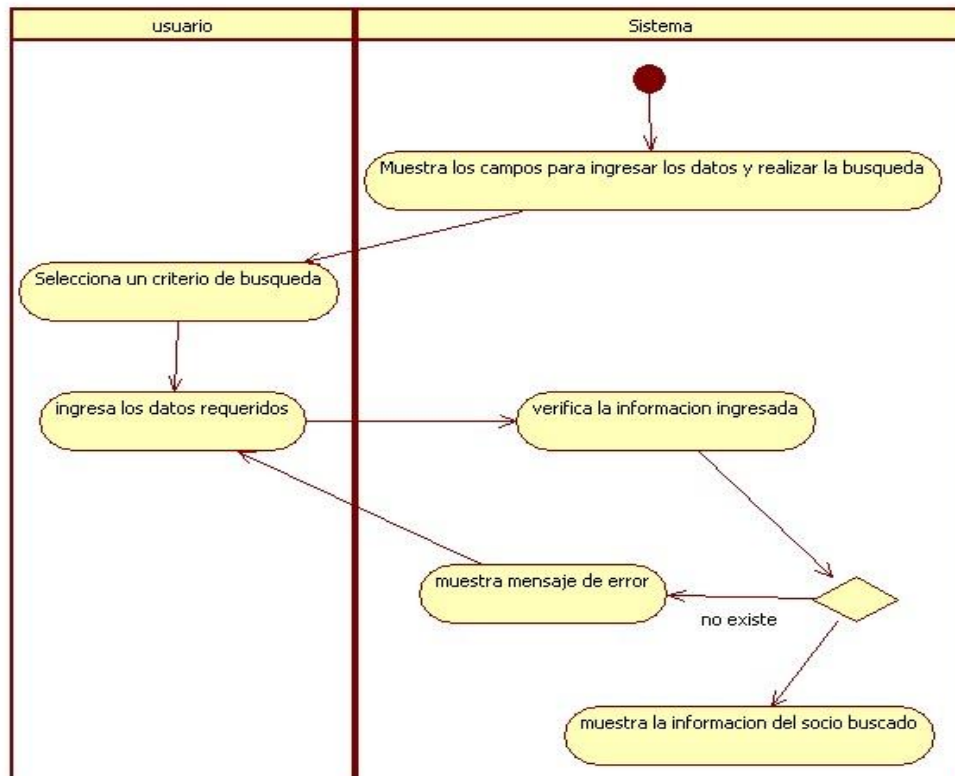 usuario
Sistema
Muestra los campos para ingresar los datos y realizar la busqueda
Selecciona un criterio de busqueda
ingresa los datos requeridos
verifica la informacion ingresada
muestra mensaje de error
no existe
muestra la informacion del socio buscado